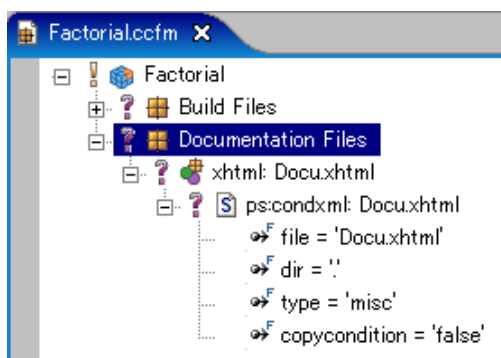 Factorial.ccfm
Factorial
Build Files
Documentation Files
xhtml: Docu.xhtml
ps:condxml: Docu.xhtml
file = 'Docu.xhtml'
dir = '.'
type = 'misc'
copycondition = 'false'